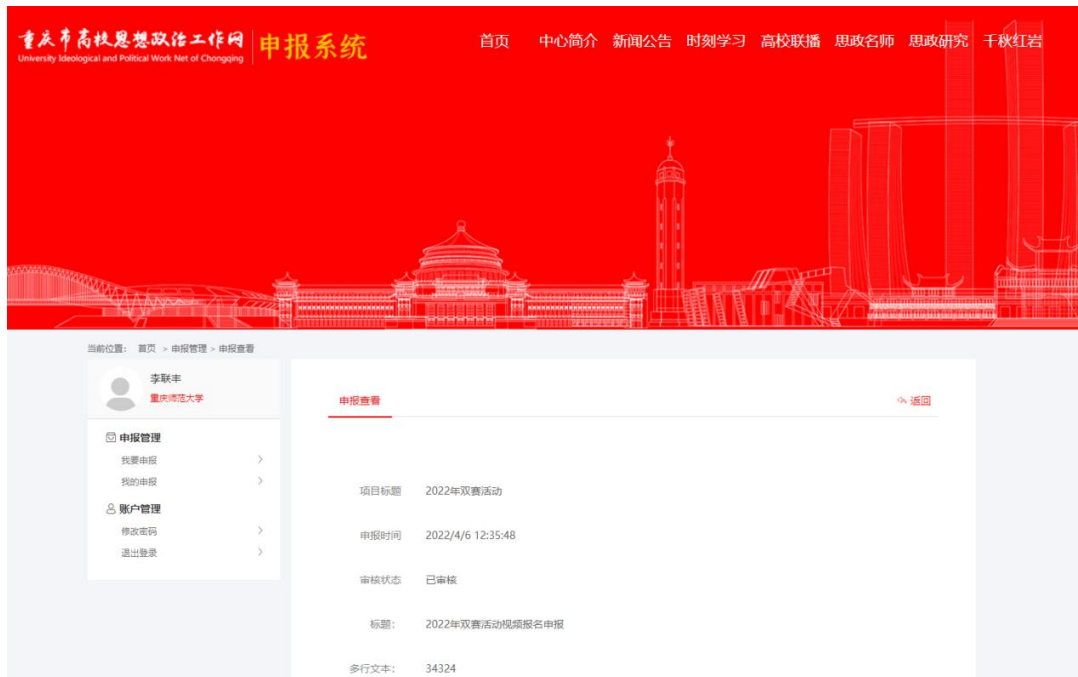 重庆市高校思想政治工作网
University Ideological and Political Work Net of Chongqing
申报系统
首页 中心简介 新闻公告 时刻学习 高校联播 思政名师 思政研究 千秋红岩
当前位置： 首页 > 申报管理 > 申报查看
李联丰
重庆师范大学
申报管理
我要申报
我的申报
账户管理
修改密码
退出登录
申报查看 返回
项目标题 2022年双赛活动
申报时间 2022/4/6 12:35:48
审核状态 已审核
标题： 2022年双赛活动视频报名申报
多行文本： 34324